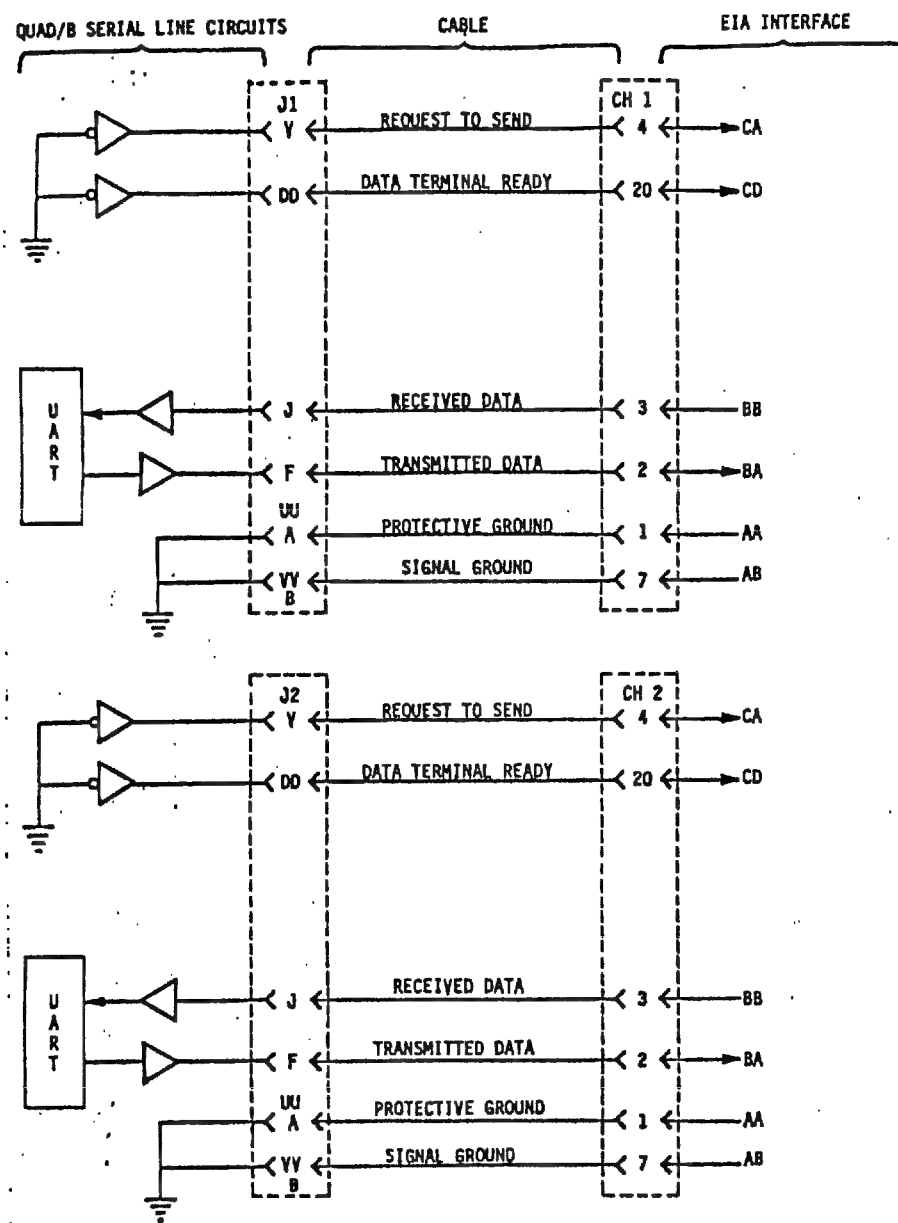 QUAD/B SERIAL LINE CIRCUITS CABLE EIA INTERFACE
J1 CH 1
V REQUEST TO SEND 4 CA
DD DATA TERMINAL READY 20 CD
UART
J RECEIVED DATA 3 BB
F TRANSMITTED DATA 2 BA
UU
A PROTECTIVE GROUND 1 AA
VV SIGNAL GROUND 7 AB
B
J2 CH 2
V REQUEST TO SEND 4 CA
DD DATA TERMINAL READY 20 CD
UART
J RECEIVED DATA 3 BB
F TRANSMITTED DATA 2 BA
UU
A PROTECTIVE GROUND 1 AA
VV SIGNAL GROUND 7 AB
B